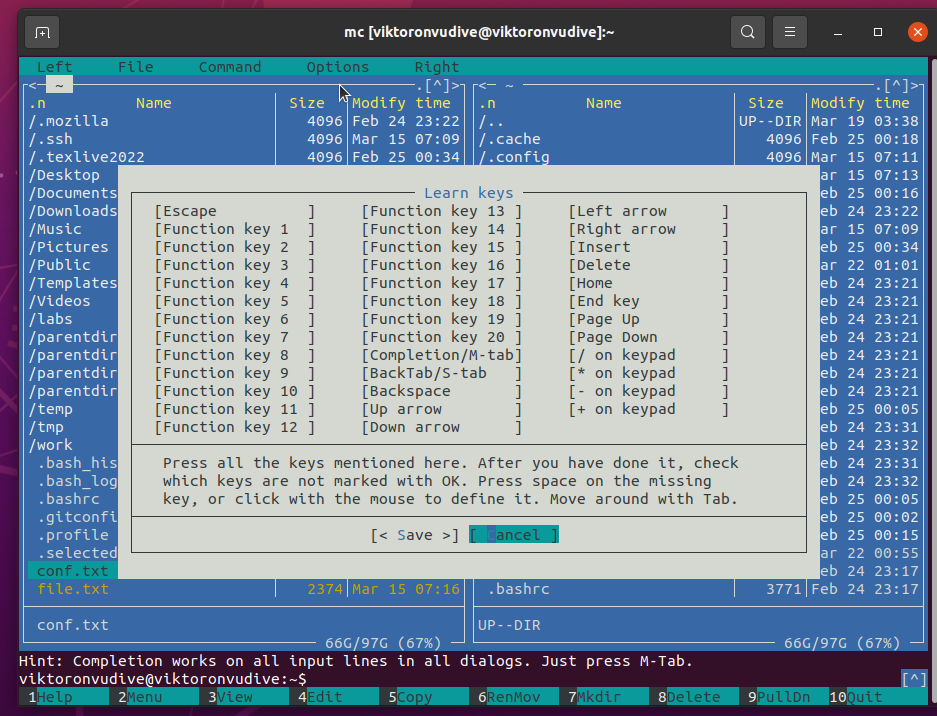 mc [viktoronvudive@viktoronvudive]:~
Left File Command Options Right
<─ ~ ─ .[^]>
<─ ~ ─ .[^]>
.n Name Size Modify time
.n Name Size Modify time
/.mozilla 4096 Feb 24 23:22
/.. UP--DIR Mar 19 03:38
/.ssh 4096 Mar 15 07:09
/.cache 4096 Feb 25 00:18
/.texlive2022 4096 Feb 25 00:34
/.config 4096 Mar 15 07:11
/Desktop
ar 15 07:13
/Documents
eb 25 00:16
/Downloads
eb 24 23:22
/Music
ar 15 07:09
/Pictures
eb 25 00:34
/Public
ar 22 01:01
/Templates
eb 24 23:21
/Videos
eb 24 23:21
/labs
eb 24 23:21
/parentdir
eb 24 23:21
/parentdir
eb 24 23:21
/parentdir
eb 24 23:21
/parentdir
eb 24 23:21
/temp
eb 25 00:05
/tmp
eb 24 23:31
/work
eb 24 23:32
.bash_his
eb 24 23:31
.bash_log
eb 24 23:32
.bashrc
eb 25 00:05
.gitconfi
eb 25 00:02
.profile
eb 25 00:15
.selected
ar 22 00:55
conf.txt
eb 24 23:17
Learn keys
[Escape ] [Function key 13 ] [Left arrow ]
[Function key 1 ] [Function key 14 ] [Right arrow ]
[Function key 2 ] [Function key 15 ] [Insert ]
[Function key 3 ] [Function key 16 ] [Delete ]
[Function key 4 ] [Function key 17 ] [Home ]
[Function key 5 ] [Function key 18 ] [End key ]
[Function key 6 ] [Function key 19 ] [Page Up ]
[Function key 7 ] [Function key 20 ] [Page Down ]
[Function key 8 ] [Completion/M-tab] [/ on keypad ]
[Function key 9 ] [BackTab/S-tab ] [* on keypad ]
[Function key 10 ] [Backspace ] [- on keypad ]
[Function key 11 ] [Up arrow ] [+ on keypad ]
[Function key 12 ] [Down arrow ]
Press all the keys mentioned here. After you have done it, check
which keys are not marked with OK. Press space on the missing
key, or click with the mouse to define it. Move around with Tab.
[< Save >] [ Cancel ]
file.txt 2374 Mar 15 07:16
.bashrc 3771 Feb 24 23:17
conf.txt
UP--DIR
66G/97G (67%)
66G/97G (67%)
Hint: Completion works on all input lines in all dialogs. Just press M-Tab.
viktoronvudive@viktoronvudive:~$ [^]
1Help 2Menu 3View 4Edit 5Copy 6RenMov 7Mkdir 8Delete 9PullDn 10Quit